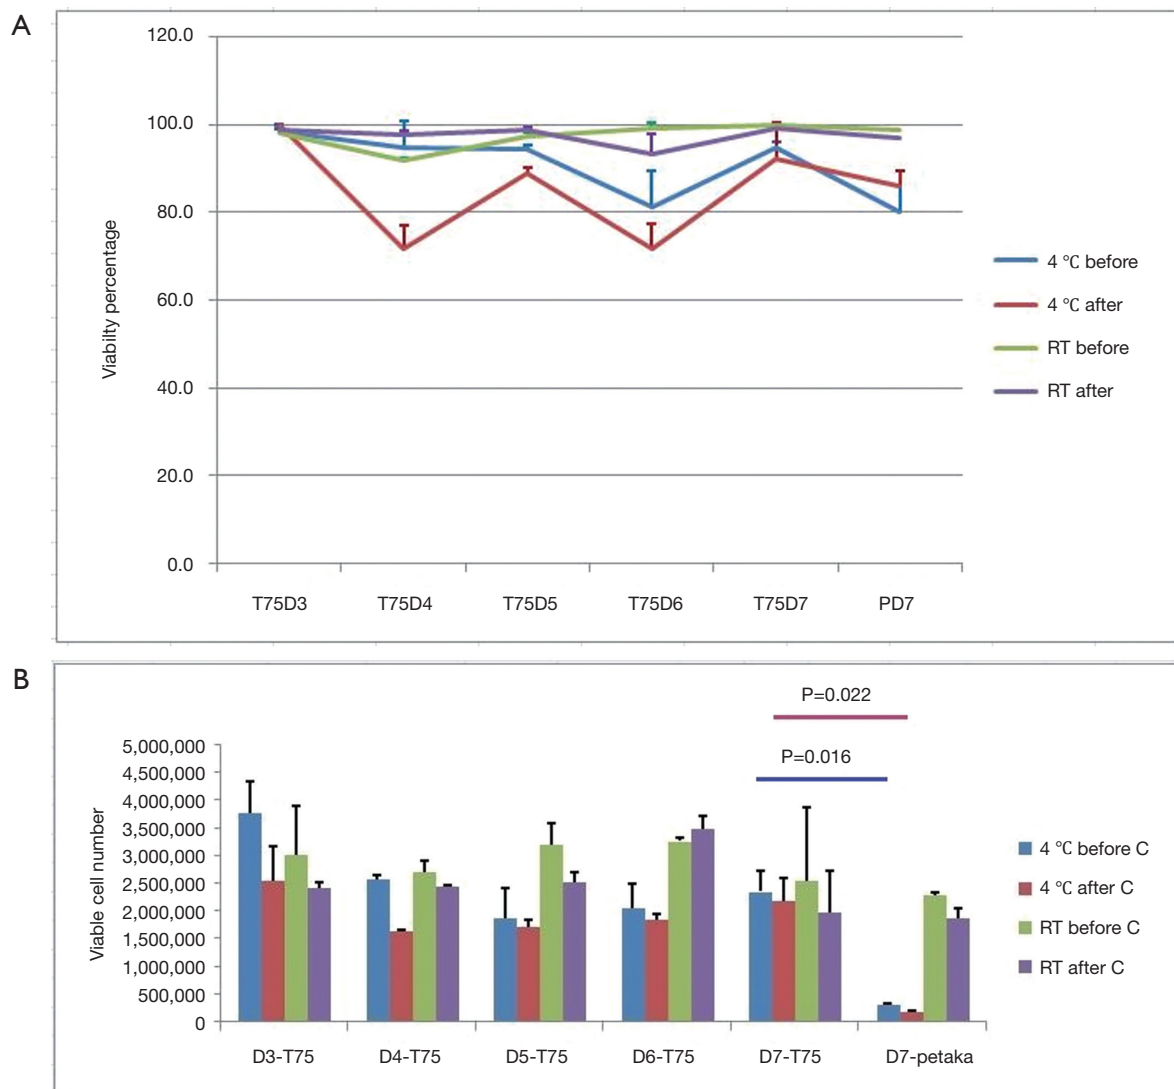 A
120.0
100.0
80.0
60.0
40.0
20.0
0.0
Viabilty percentage
T75D3 T75D4 T75D5 T75D6 T75D7 PD7
4 °C before
4 °C after
RT before
RT after
B
P=0.022
P=0.016
5,000,000
4,500,000
4,000,000
3,500,000
3,000,000
2,500,000
2,000,000
1,500,000
1,000,000
500,000
0
Viable cell number
D3-T75 D4-T75 D5-T75 D6-T75 D7-T75 D7-petaka
4 °C before C
4 °C after C
RT before C
RT after C